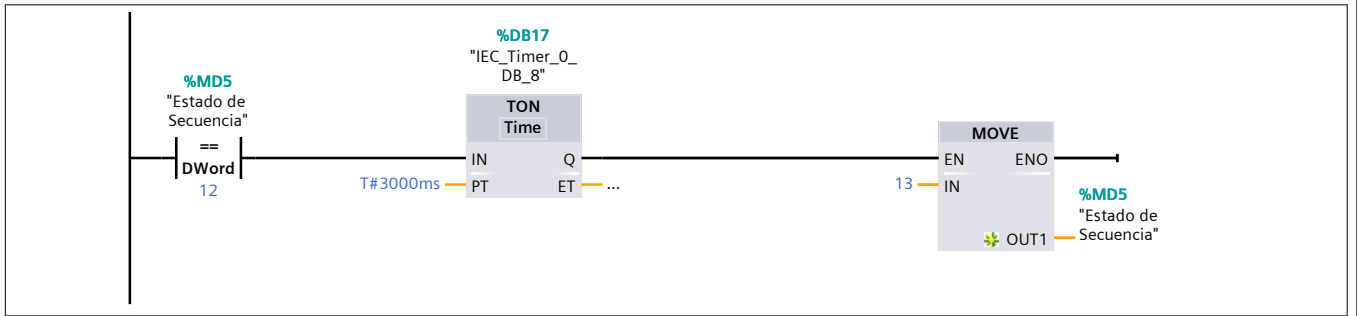 %DB17
"IEC_Timer_0_
DB_8"
%MD5
"Estado de
Secuencia"
==
DWord
12
TON
Time
IN
Q
T#3000ms
PT
ET
...
MOVE
EN
ENO
13
IN
OUT1
%MD5
"Estado de
Secuencia"